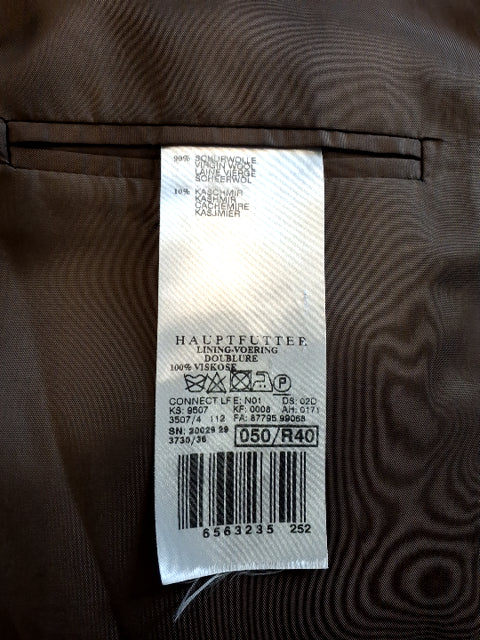 90% SCHURWOLLE
VIRGIN WOOL
LAINE VIERGE
SCHEERWOL
10% KASCHMIR
KASHMIR
CACHEMIRE
KASJMIER
HAUPTFUTTER
LINING-VOERING
DOUBLURE
100% VISKOSE
P
CONNECT LF E: N01 DS: 02D
KS: 9507 KF: 0008 AH: 0171
3507/4 112 FA: 87795.99068
SN: 20029 29
3730/36 050/R40
6563235 252